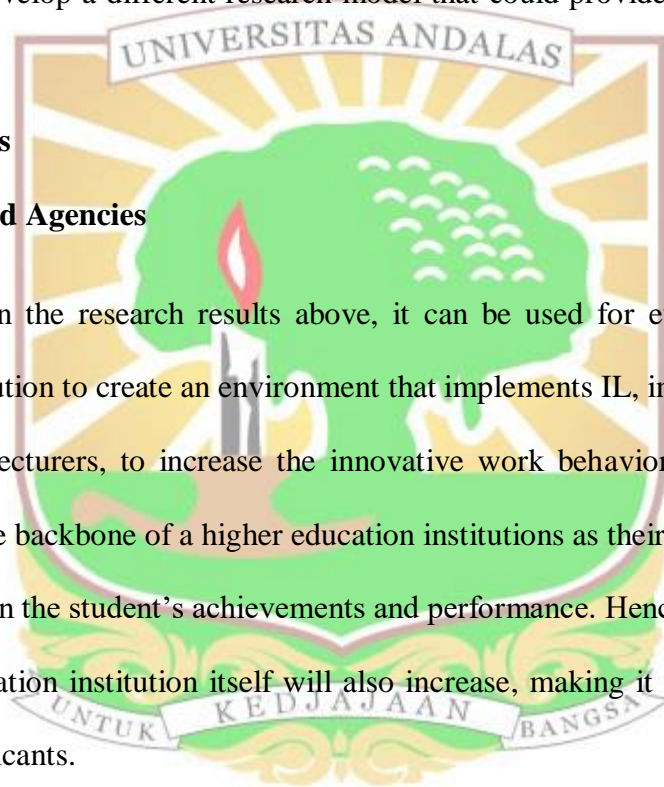 velop a different research model that could provide
UNIVERSITAS ANDALAS
s
d Agencies
n the research results above, it can be used for e
ution to create an environment that implements IL, in
ecturers, to increase the innovative work behavior
e backbone of a higher education institutions as their
n the student's achievements and performance. Henc
ation institution itself will also increase, making it
icants.
UNTUK KEDJAJAAN BANGSA